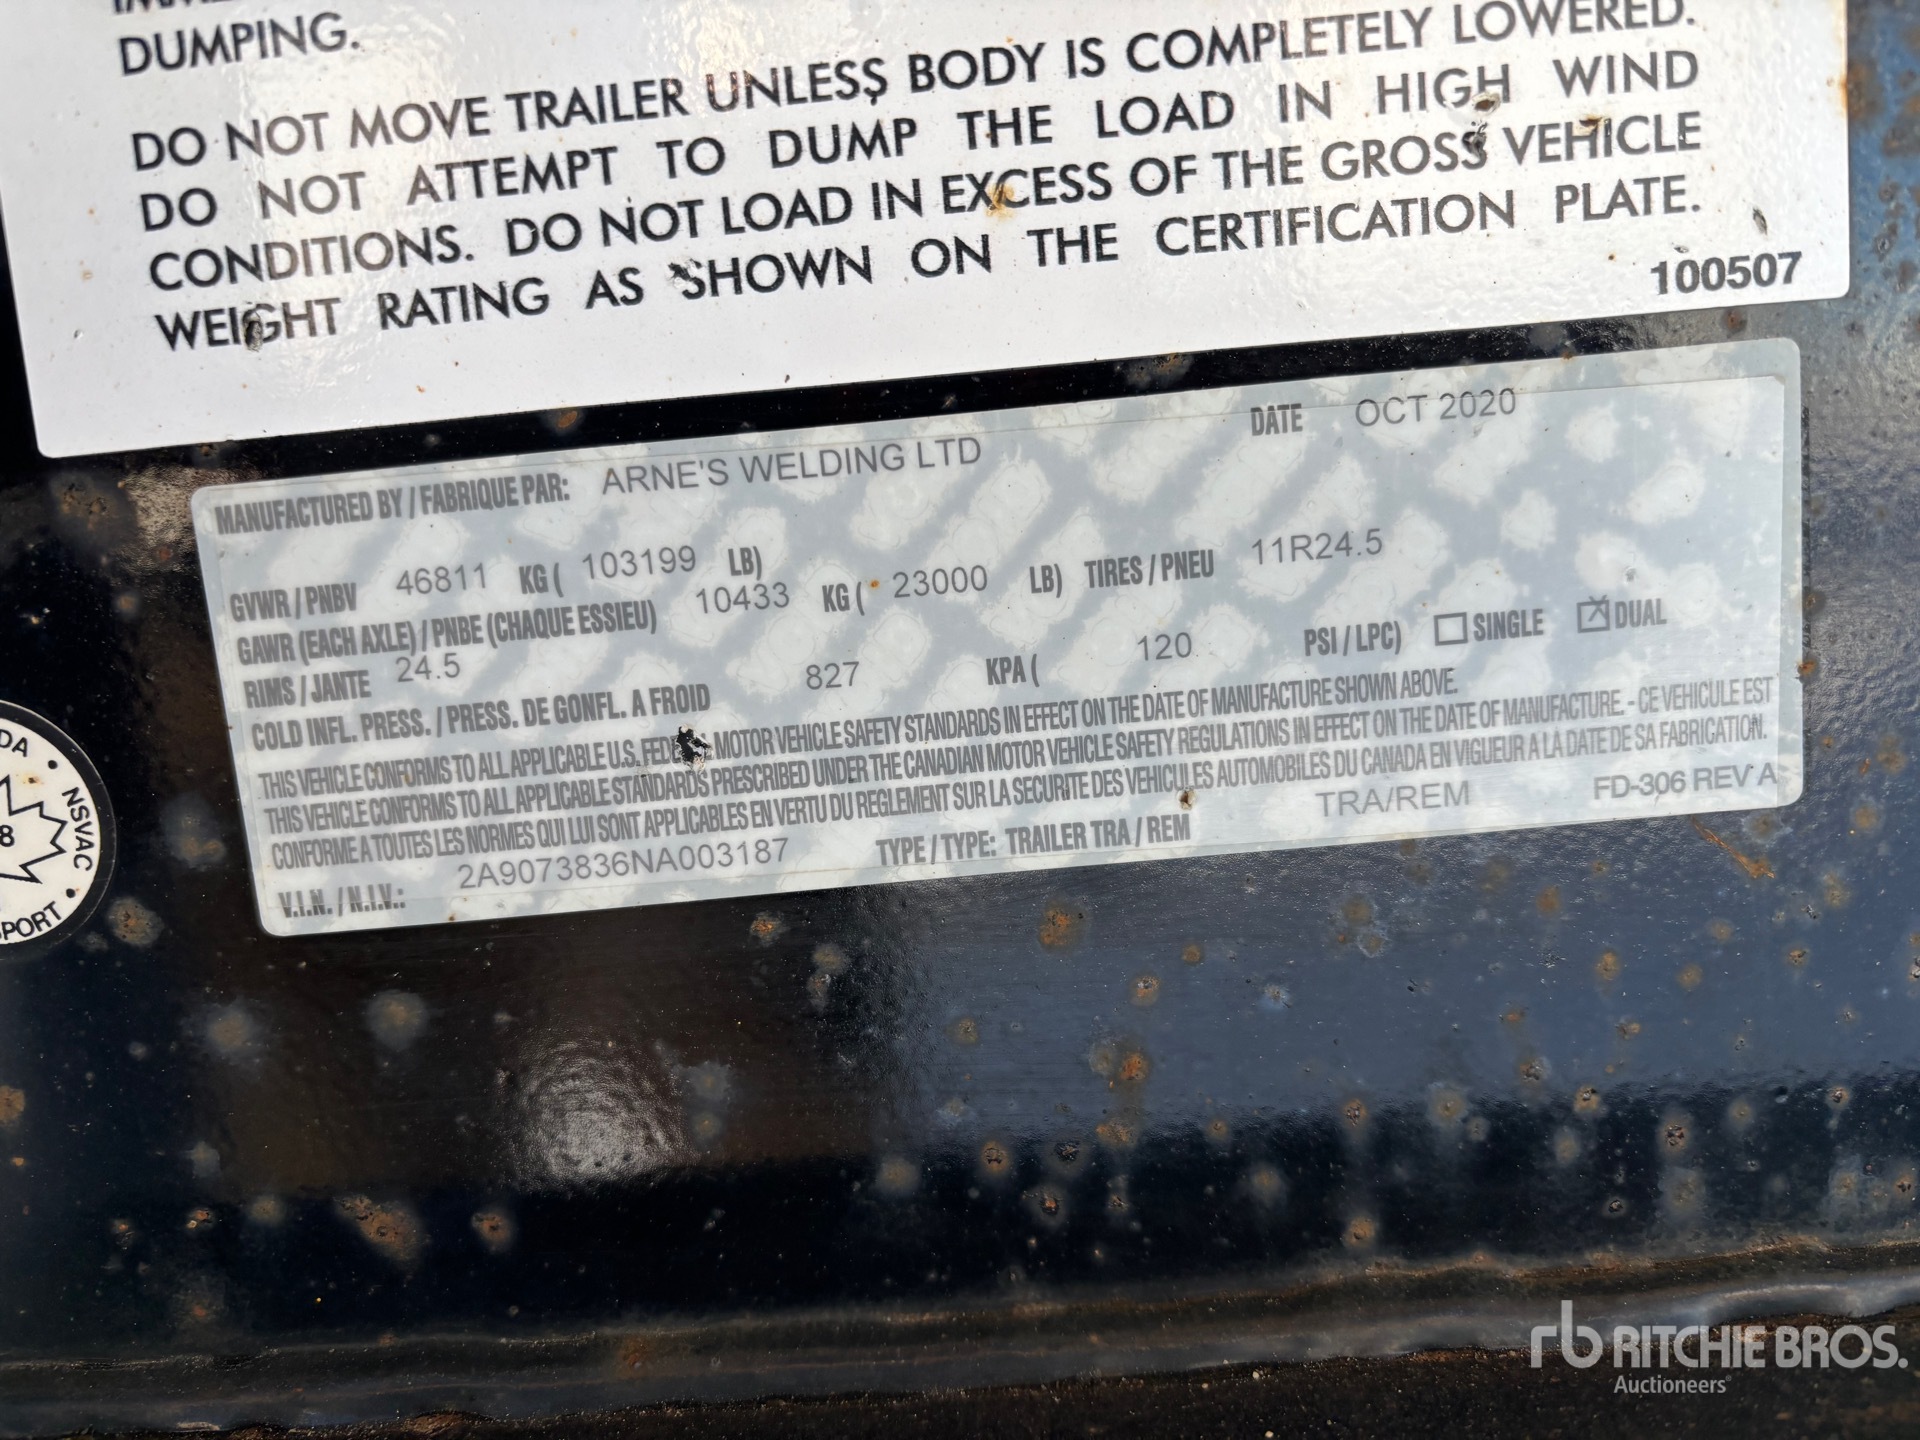 DUMPING.
DO NOT MOVE TRAILER UNLESS BODY IS COMPLETELY LOWERED.
DO NOT ATTEMPT TO DUMP THE LOAD IN HIGH WIND
CONDITIONS. DO NOT LOAD IN EXCESS OF THE GROSS VEHICLE
WEIGHT RATING AS SHOWN ON THE CERTIFICATION PLATE.
100507
MANUFACTURED BY / FABRIQUE PAR: ARNE'S WELDING LTD DATE OCT 2020
GVWR / PNBV 46811 KG ( 103199 LB)
GAWR (EACH AXLE) / PNBE (CHAQUE ESSIEU) 10433 KG ( 23000 LB) TIRES / PNEU 11R24.5
RIMS / JANTE 24.5
COLD INFL. PRESS. / PRESS. DE GONFL. A FROID 827 KPA ( 120 PSI / LPC) SINGLE DUAL
THIS VEHICLE CONFORMS TO ALL APPLICABLE U.S. MOTOR VEHICLE SAFETY STANDARDS IN EFFECT ON THE DATE OF MANUFACTURE SHOWN ABOVE.
THIS VEHICLE CONFORMS TO ALL APPLICABLE STANDARDS PRESCRIBED UNDER THE CANADIAN MOTOR VEHICLE SAFETY REGULATIONS IN EFFECT ON THE DATE OF MANUFACTURE. - CE VEHICULE EST
CONFORME A TOUTES LES NORMES QUI LUI SONT APPLICABLES EN VERTU DU REGLEMENT SUR LA SECURITE DES VEHICULES AUTOMOBILES DU CANADA EN VIGUEUR A LA DATE DE SA FABRICATION.
V.I.N. / N.I.V.: 2A9073836NA003187 TYPE / TYPE: TRAILER TRA / REM TRA/REM FD-306 REV A
NSVAC
8
rb RITCHIE BROS.
Auctioneers